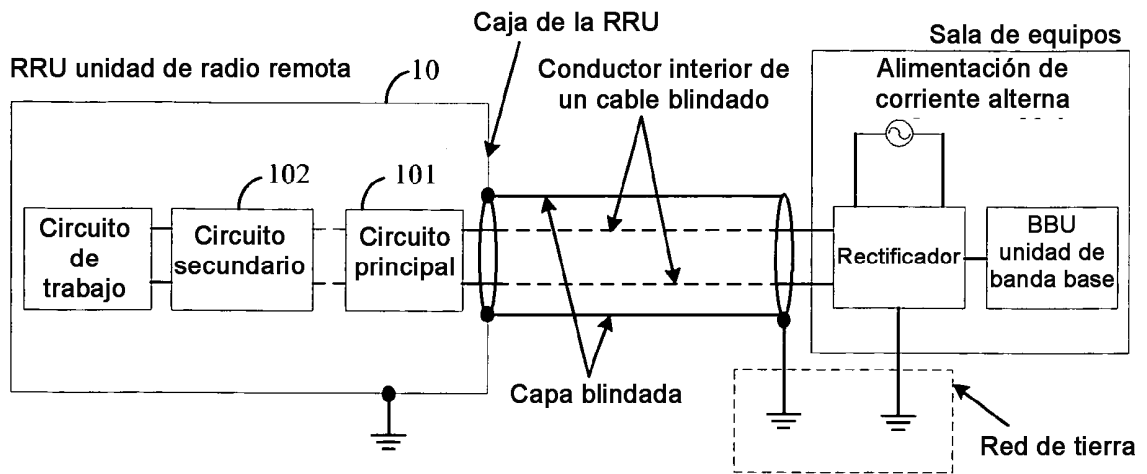 Caja de la RRU
Sala de equipos
RRU unidad de radio remota
10
Conductor interior de
un cable blindado
Alimentación de
corriente alterna
102
101
Circuito
de
trabajo
Circuito
secundario
Circuito
principal
Rectificador
BBU
unidad de
banda base
Capa blindada
Red de tierra